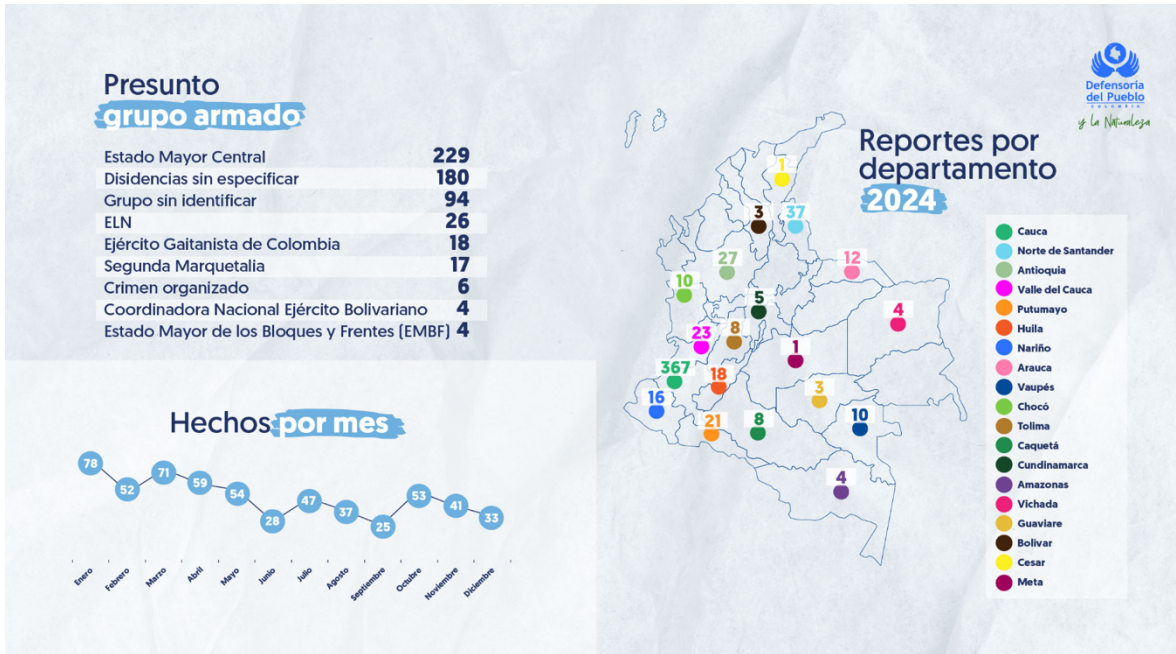 Presunto
grupo armado
Estado Mayor Central 229
Disidencias sin especificar 180
Grupo sin identificar 94
ELN 26
Ejército Gaitanista de Colombia 18
Segunda Marquetalia 17
Crimen organizado 6
Coordinadora Nacional Ejército Bolivariano 4
Estado Mayor de los Bloques y Frentes (EMBF) 4
Hechos por mes
78
52
71
59
54
28
47
37
25
53
41
33
Enero
Febrero
Marzo
Abril
Mayo
Junio
Julio
Agosto
Septiembre
Octubre
Noviembre
Diciembre
Defensoría
del Pueblo
COLOMBIA
y la Naturaleza
Reportes por
departamento
2024
1
3
37
27
12
10
5
4
23
8
1
367
18
3
16
21
8
10
4
Cauca
Norte de Santander
Antioquia
Valle del Cauca
Putumayo
Huila
Nariño
Arauca
Vaupés
Chocó
Tolima
Caquetá
Cundinamarca
Amazonas
Vichada
Guaviare
Bolivar
Cesar
Meta